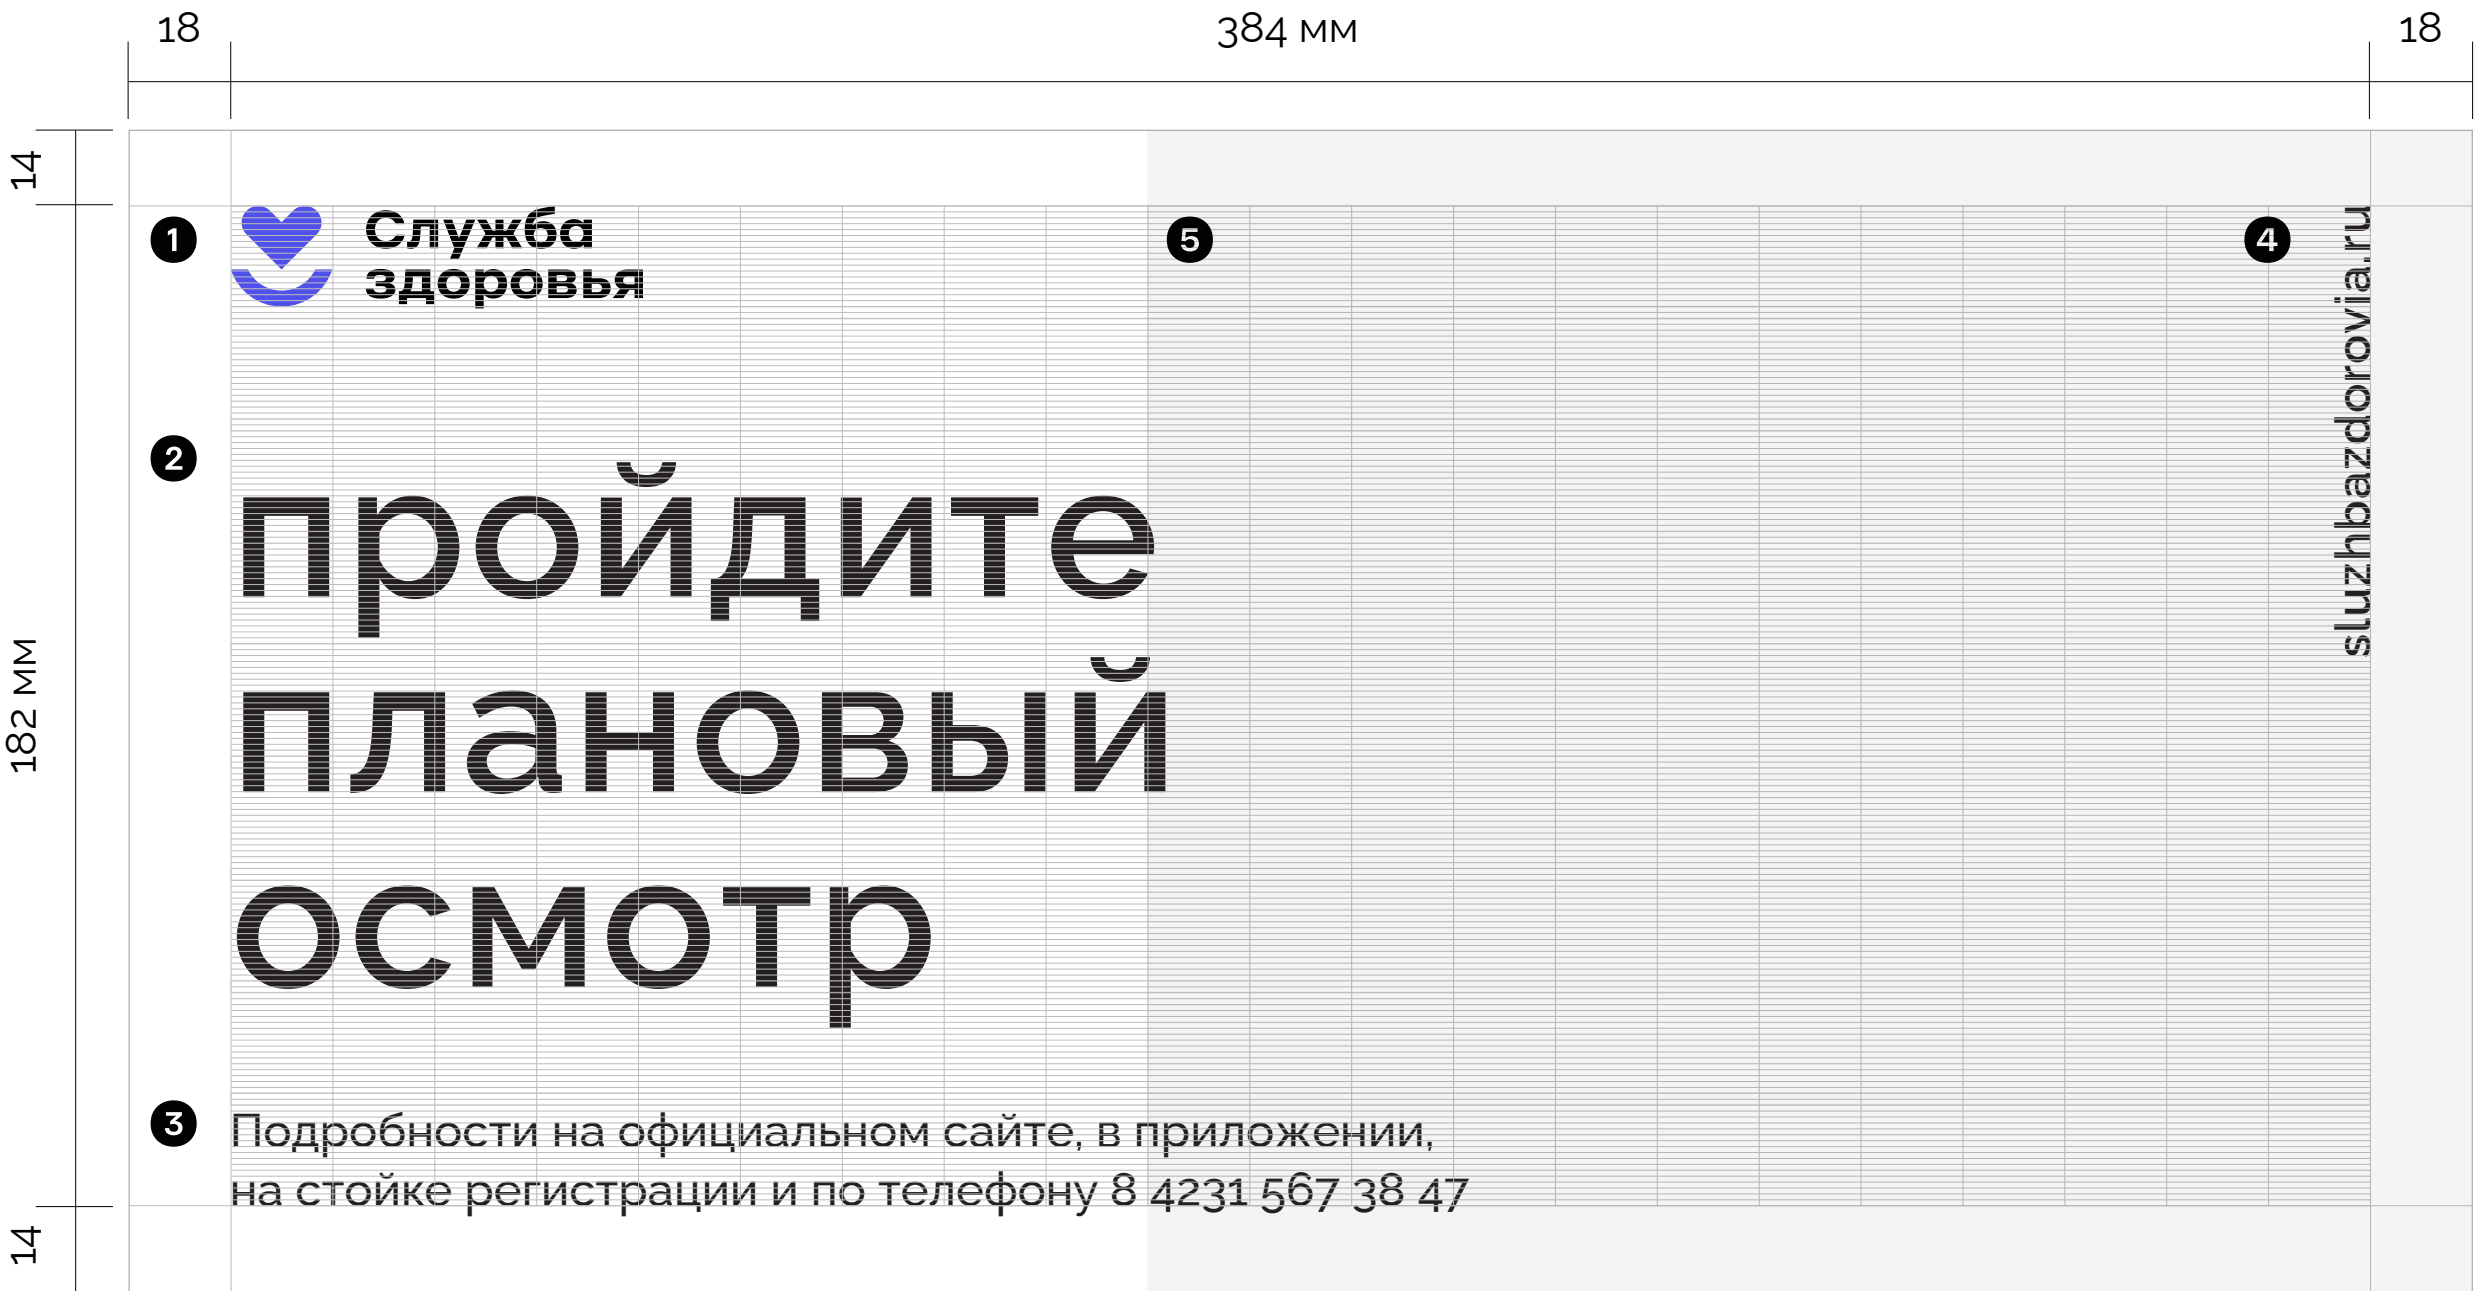 18
384 мм
18
14
182 мм
14
1
Служба
здоровья
5
4
sluzhbazdorovia.ru
2
пройдите
плановый
осмотр
3
Подробности на официальном сайте, в приложении,
на стойке регистрации и по телефону 8 4231 567 38 47